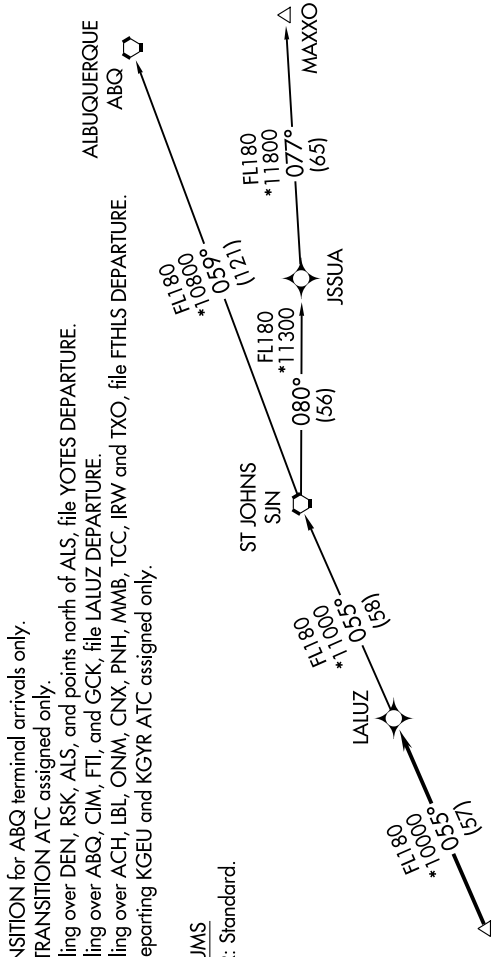 NSITION for ABQ terminal arrivals only.
TRANSITION ATC assigned only.
ling over DEN, RSK, ALS, and points north of ALS, file YOTES DEPARTURE.
ling over ABQ, CIM, FTI, and GCK, file LALUZ DEPARTURE.
ling over ACH, LBL, ONM, CNX, PNH, MMB, TCC, IRW and TXO, file FTHLS DEPARTURE.
eparting KGEU and KGYR ATC assigned only.
UMS
: Standard.
ALBUQUERQUE
ABQ
FL180
*10800
059°
(121)
MAXXO
FL180
*11800
077°
(65)
JSSUA
FL180
*11300
080°
(56)
ST JOHNS
SJN
FL180
*11000
055°
(58)
LALUZ
FL180
*10000
055°
(57)